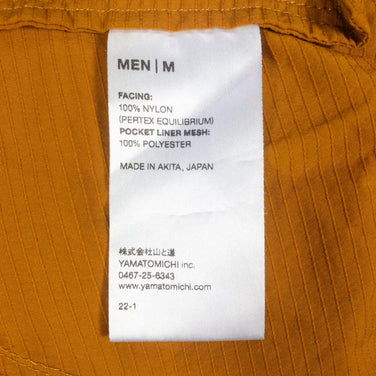 MEN | M
FACING:
100% NYLON
(PERTEX EQUILIBRIUM)
POCKET LINER MESH:
100% POLYESTER
MADE IN AKITA, JAPAN
株式会社山と道
YAMATOMICHI inc.
0467-25-6343
www.yamatomichi.com
22-1